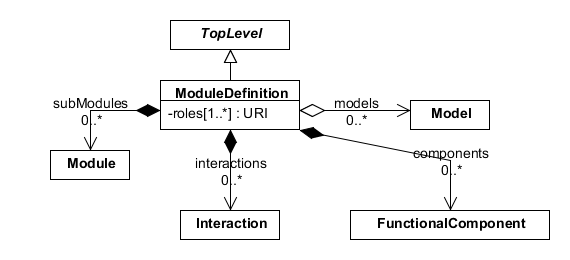 TopLevel
ModuleDefinition
-roles[1..*] : URI
subModules
0..*
models
0..*
Model
Module
interactions
0..*
components
0..*
Interaction
FunctionalComponent